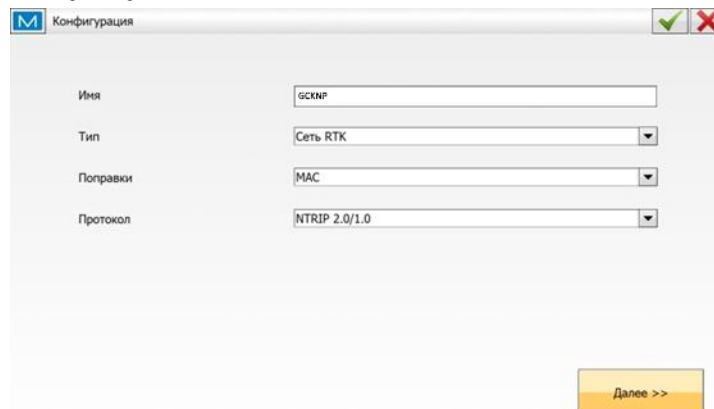 Конфигурация
Имя GCKNP
Тип Сеть RTK
Поправки MAC
Протокол NTRIP 2.0/1.0
Далее >>